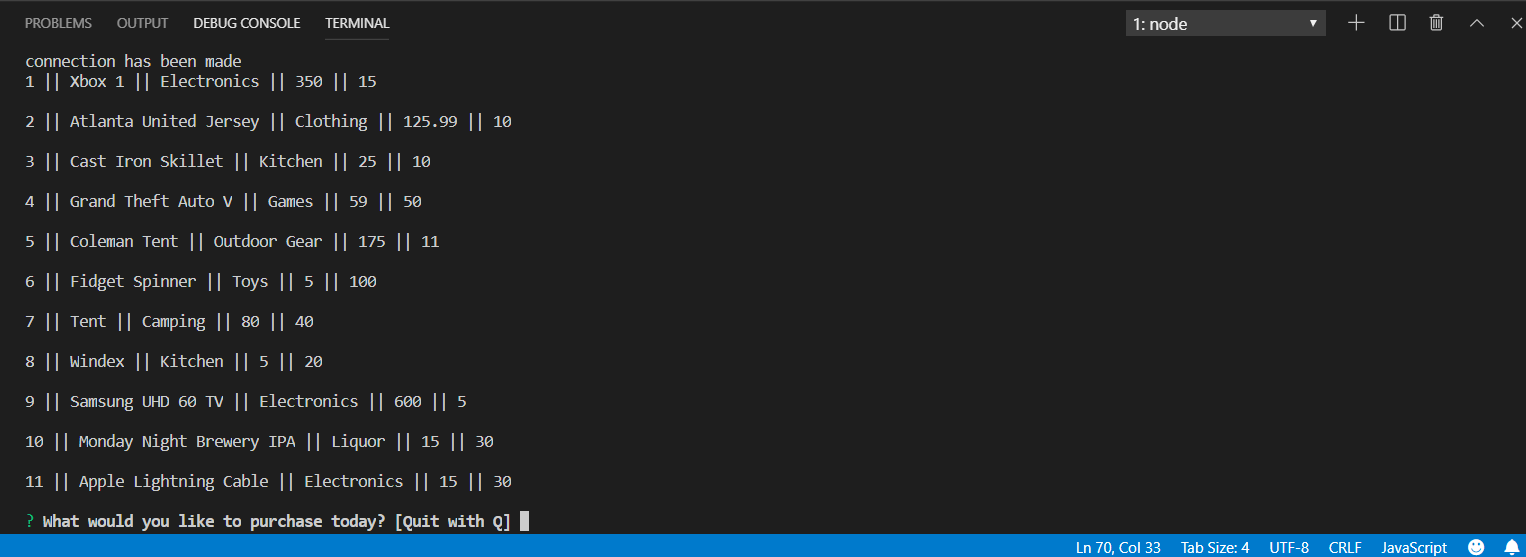 PROBLEMS OUTPUT DEBUG CONSOLE TERMINAL 1: node
connection has been made
1 || Xbox 1 || Electronics || 350 || 15
2 || Atlanta United Jersey || Clothing || 125.99 || 10
3 || Cast Iron Skillet || Kitchen || 25 || 10
4 || Grand Theft Auto V || Games || 59 || 50
5 || Coleman Tent || Outdoor Gear || 175 || 11
6 || Fidget Spinner || Toys || 5 || 100
7 || Tent || Camping || 80 || 40
8 || Windex || Kitchen || 5 || 20
9 || Samsung UHD 60 TV || Electronics || 600 || 5
10 || Monday Night Brewery IPA || Liquor || 15 || 30
11 || Apple Lightning Cable || Electronics || 15 || 30
? What would you like to purchase today? [Quit with Q]
Ln 70, Col 33 Tab Size: 4 UTF-8 CRLF JavaScript